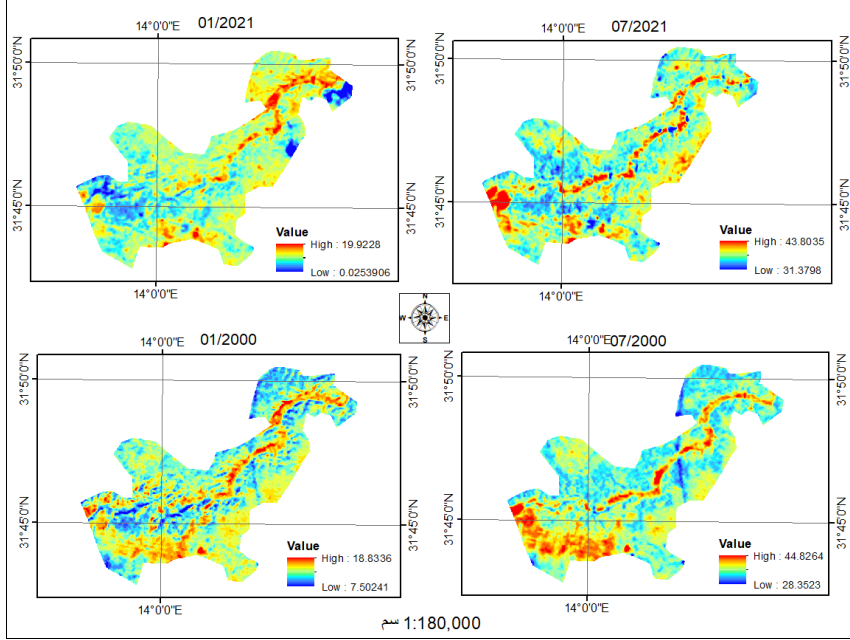 14°0'0"E 01/2021
31°50'0"N 31°50'0"N
31°45'0"N 31°45'0"N
Value
High : 19.9228
Low : 0.0253906
14°0'0"E
14°0'0"E 07/2021
31°50'0"N 31°50'0"N
31°45'0"N 31°45'0"N
Value
High : 43.8035
Low : 31.3798
14°0'0"E
N
W E
S
14°0'0"E 01/2000
31°50'0"N 31°50'0"N
31°45'0"N 31°45'0"N
Value
High : 18.8336
Low : 7.50241
14°0'0"E
14°0'0"E 07/2000
31°50'0"N 31°50'0"N
31°45'0"N 31°45'0"N
Value
High : 44.8264
Low : 28.3523
14°0'0"E
1:180,000 سم